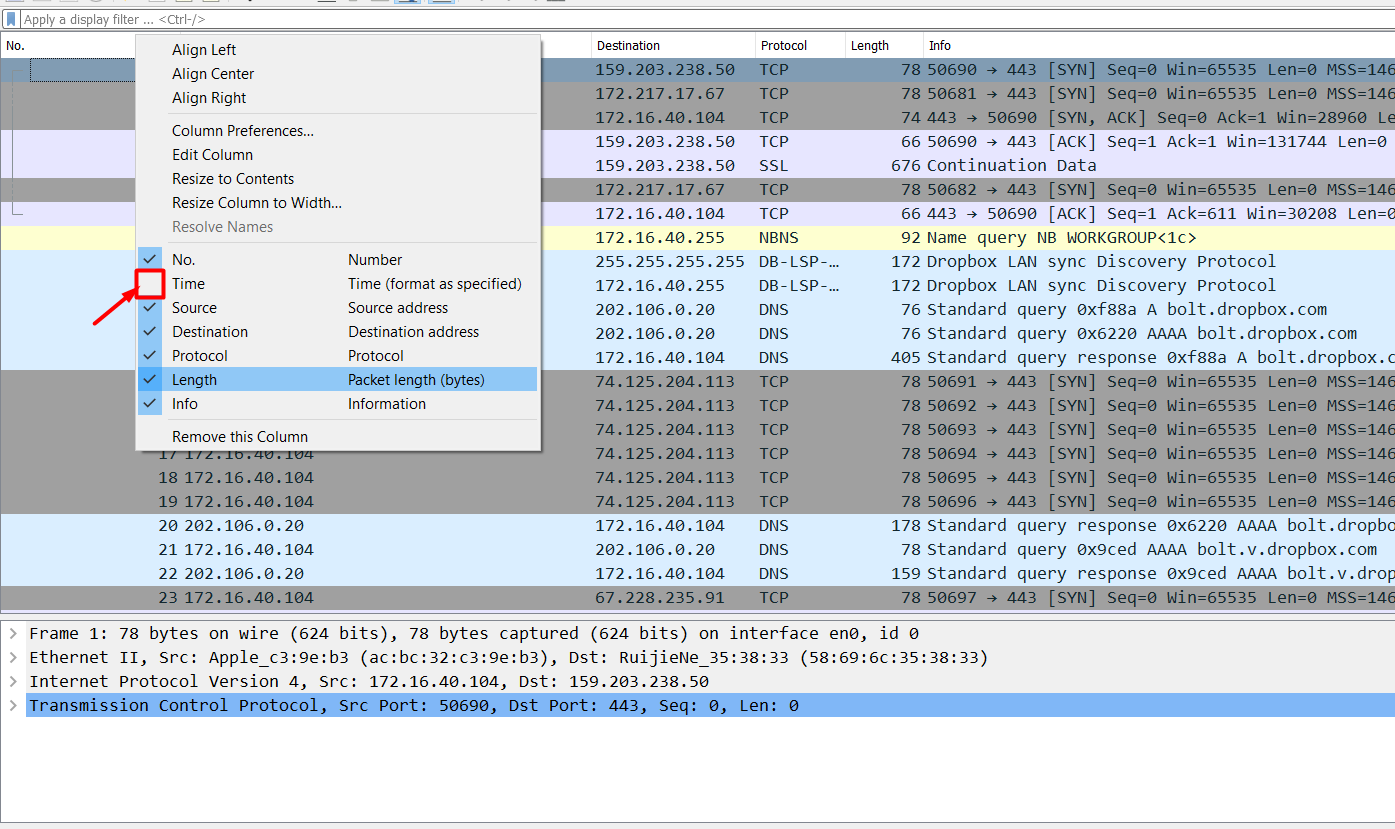 Apply a display filter ... <Ctrl-/>
No. Destination Protocol Length Info
Align Left
Align Center
Align Right
Column Preferences...
Edit Column
Resize to Contents
Resize Column to Width...
Resolve Names
No. Number
Time Time (format as specified)
Source Source address
Destination Destination address
Protocol Protocol
Length Packet length (bytes)
Info Information
Remove this Column
159.203.238.50 TCP 78 50690 → 443 [SYN] Seq=0 Win=65535 Len=0 MSS=146
172.217.17.67 TCP 78 50681 → 443 [SYN] Seq=0 Win=65535 Len=0 MSS=146
172.16.40.104 TCP 74 443 → 50690 [SYN, ACK] Seq=0 Ack=1 Win=28960 Le
159.203.238.50 TCP 66 50690 → 443 [ACK] Seq=1 Ack=1 Win=131744 Len=0
159.203.238.50 SSL 676 Continuation Data
172.217.17.67 TCP 78 50682 → 443 [SYN] Seq=0 Win=65535 Len=0 MSS=146
172.16.40.104 TCP 66 443 → 50690 [ACK] Seq=1 Ack=611 Win=30208 Len=0
172.16.40.255 NBNS 92 Name query NB WORKGROUP<1c>
255.255.255.255 DB-LSP-… 172 Dropbox LAN sync Discovery Protocol
172.16.40.255 DB-LSP-… 172 Dropbox LAN sync Discovery Protocol
202.106.0.20 DNS 76 Standard query 0xf88a A bolt.dropbox.com
202.106.0.20 DNS 76 Standard query 0x6220 AAAA bolt.dropbox.com
172.16.40.104 DNS 405 Standard query response 0xf88a A bolt.dropbox.c
74.125.204.113 TCP 78 50691 → 443 [SYN] Seq=0 Win=65535 Len=0 MSS=146
74.125.204.113 TCP 78 50692 → 443 [SYN] Seq=0 Win=65535 Len=0 MSS=146
74.125.204.113 TCP 78 50693 → 443 [SYN] Seq=0 Win=65535 Len=0 MSS=146
17 172.16.40.104 74.125.204.113 TCP 78 50694 → 443 [SYN] Seq=0 Win=65535 Len=0 MSS=146
18 172.16.40.104 74.125.204.113 TCP 78 50695 → 443 [SYN] Seq=0 Win=65535 Len=0 MSS=146
19 172.16.40.104 74.125.204.113 TCP 78 50696 → 443 [SYN] Seq=0 Win=65535 Len=0 MSS=146
20 202.106.0.20 172.16.40.104 DNS 178 Standard query response 0x6220 AAAA bolt.dropbo
21 172.16.40.104 202.106.0.20 DNS 78 Standard query 0x9ced AAAA bolt.v.dropbox.com
22 202.106.0.20 172.16.40.104 DNS 159 Standard query response 0x9ced AAAA bolt.v.drop
23 172.16.40.104 67.228.235.91 TCP 78 50697 → 443 [SYN] Seq=0 Win=65535 Len=0 MSS=146
Frame 1: 78 bytes on wire (624 bits), 78 bytes captured (624 bits) on interface en0, id 0
Ethernet II, Src: Apple_c3:9e:b3 (ac:bc:32:c3:9e:b3), Dst: RuijieNe_35:38:33 (58:69:6c:35:38:33)
Internet Protocol Version 4, Src: 172.16.40.104, Dst: 159.203.238.50
Transmission Control Protocol, Src Port: 50690, Dst Port: 443, Seq: 0, Len: 0